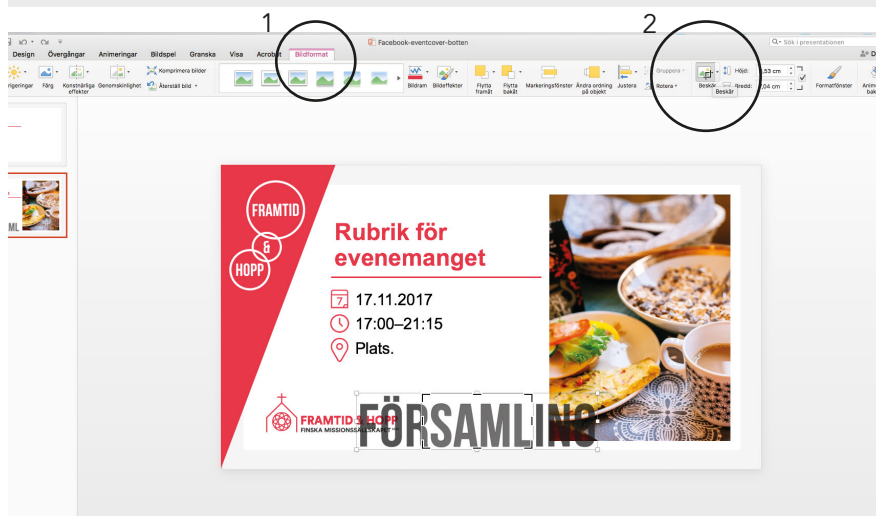 1
2
Facebook-eventcover-botten
Sök i presentationen
Design Övergångar Animeringar Bildspel Granska Visa Acrobat Bildformat
Färg Konstnärliga effekter Genomskinlighet
Komprimera bilder
Återställ bild
Bildram Bildeffekter Flytta framåt Flytta bakåt Markeringsfönster Ändra ordning på objekt Justera
Gruppera
Rotera
Beskär
Höjd:
Beskär
Formatfönster
FRAMTID
&
HOPP
Rubrik för
evenemanget
7
17.11.2017
17:00–21:15
Plats.
FRAMTID & HOPP
FINSKA MISSIONSSÄLLSKAPET
FÖRSAMLING